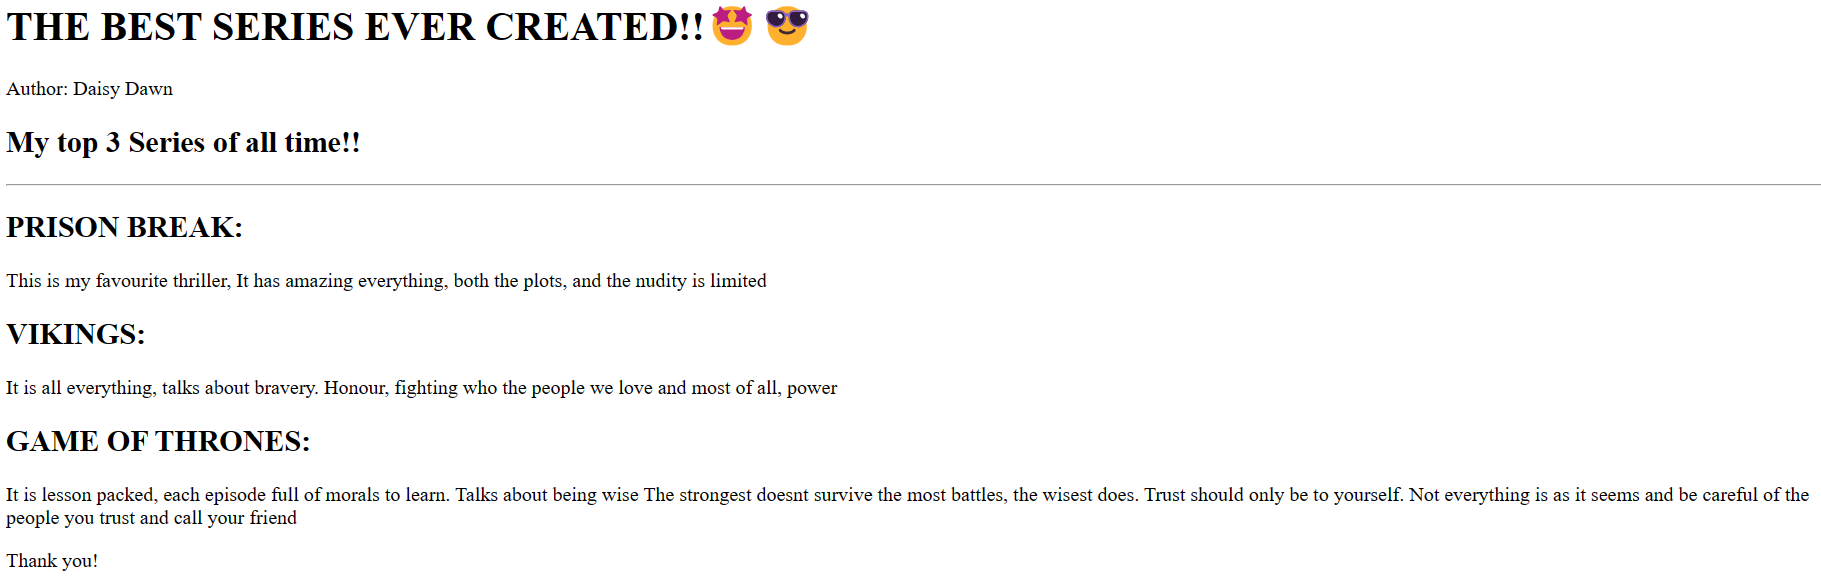 THE BEST SERIES EVER CREATED!!🤩 😎
Author: Daisy Dawn
My top 3 Series of all time!!
PRISON BREAK:
This is my favourite thriller, It has amazing everything, both the plots, and the nudity is limited
VIKINGS:
It is all everything, talks about bravery. Honour, fighting who the people we love and most of all, power
GAME OF THRONES:
It is lesson packed, each episode full of morals to learn. Talks about being wise The strongest doesnt survive the most battles, the wisest does. Trust should only be to yourself. Not everything is as it seems and be careful of the
people you trust and call your friend
Thank you!